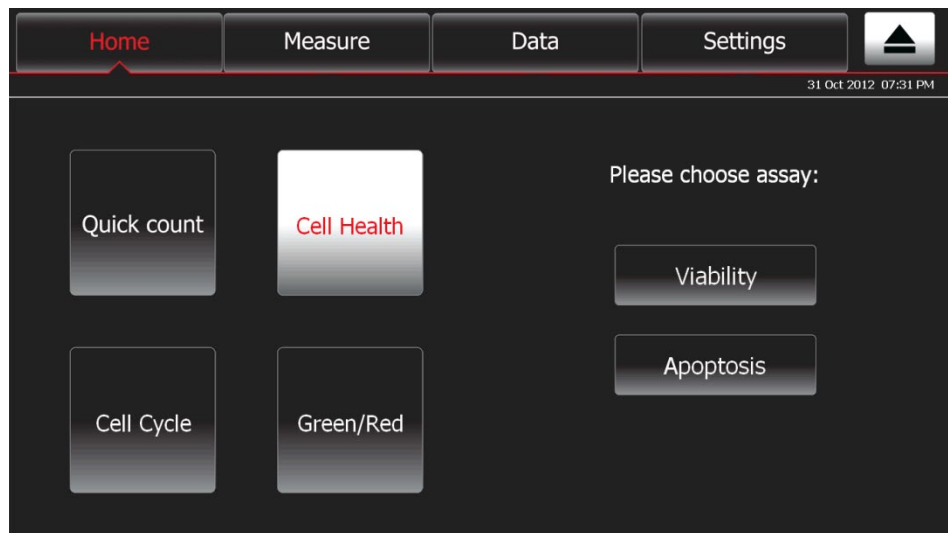 Home Measure Data Settings
31 Oct 2012 07:31 PM
Quick count Cell Health
Cell Cycle Green/Red
Please choose assay:
Viability
Apoptosis